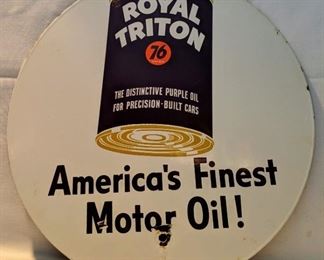 ROYAL
TRITON
76
THE DISTINCTIVE PURPLE OIL
FOR PRECISION-BUILT CARS
America's Finest
Motor Oil!